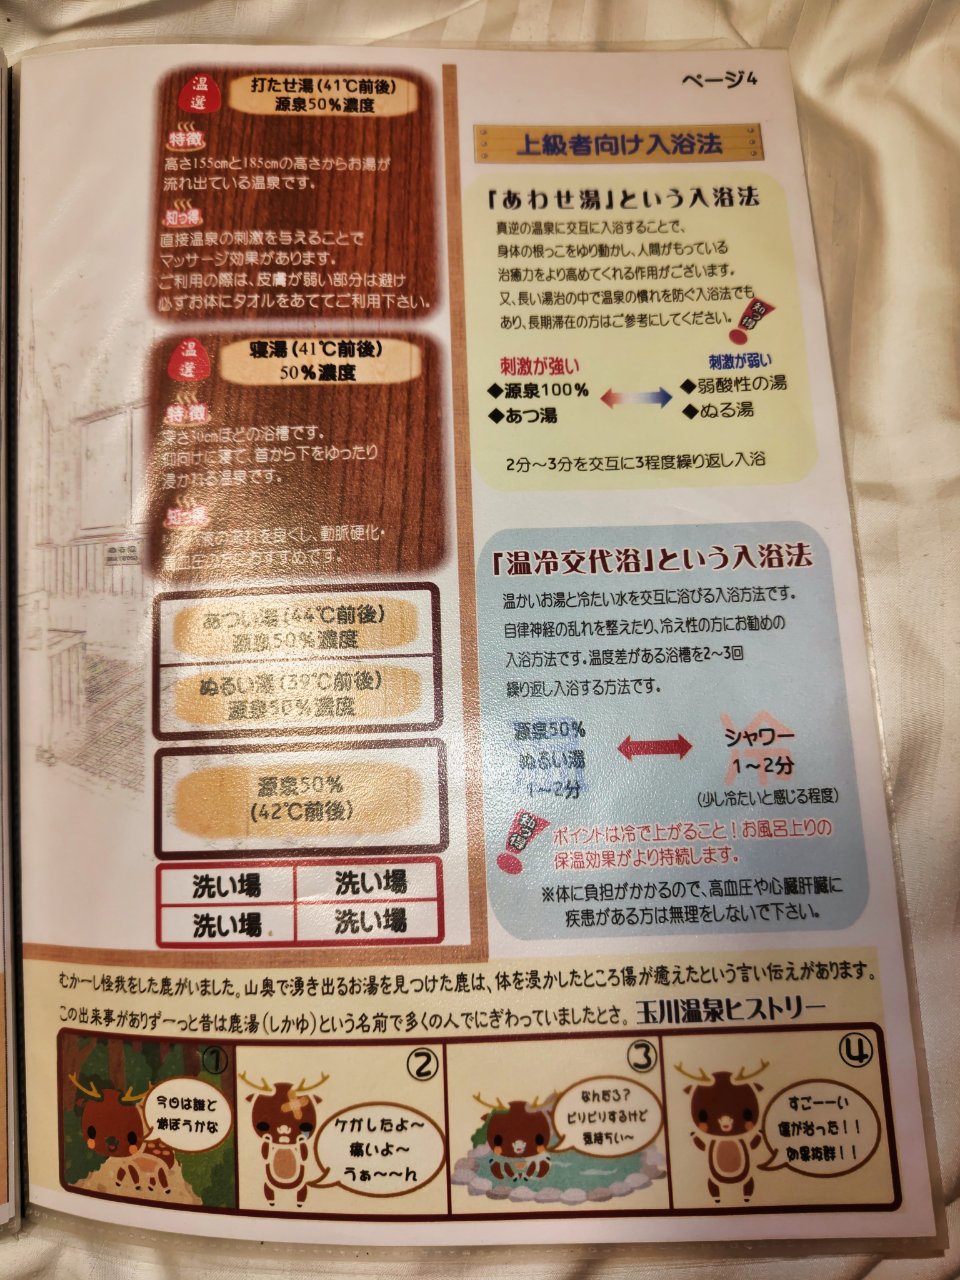 ページ4
温選
打たせ湯(41℃前後)
源泉50%濃度
特徴
高さ155cmと185cmの高さからお湯が
流れ出ている温泉です。
知っ得
直接温泉の刺激を与えることで
マッサージ効果があります。
ご利用の際は、皮膚が弱い部分は避け
必ずお体にタオルをあててご利用下さい。
温選
寝湯(41℃前後)
50%濃度
特徴
深さ30cmほどの浴槽です。
仰向けに寝て、首から下をゆったり
浸かれる温泉です。
知っ得
流れを良くし、動脈硬化・
高血圧の方におすすめです。
あつい湯(44℃前後)
源泉50%濃度
ぬるい湯(39℃前後)
源泉50%濃度
源泉50%
(42℃前後)
洗い場
洗い場
洗い場
洗い場
上級者向け入浴法
「あわせ湯」という入浴法
真逆の温泉に交互に入浴することで、
身体の根っこをゆり動かし、人間がもっている
治癒力をより高めてくれる作用がございます。
又、長い湯治の中で温泉の慣れを防ぐ入浴法でも
あり、長期滞在の方はご参考にしてください。
知っ得
刺激が強い
◆源泉100%
◆あつ湯
刺激が弱い
◆弱酸性の湯
◆ぬる湯
2分～3分を交互に3程度繰り返し入浴
「温冷交代浴」という入浴法
温かいお湯と冷たい水を交互に浴びる入浴方法です。
自律神経の乱れを整えたり、冷え性の方にお勧めの
入浴方法です。温度差がある浴槽を2～3回
繰り返し入浴する方法です。
源泉50%
ぬるい湯
1～2分
冷
シャワー
1～2分
(少し冷たいと感じる程度)
知っ得
ポイントは冷で上がること！お風呂上りの
保温効果がより持続します。
※体に負担がかかるので、高血圧や心臓肝臓に
疾患がある方は無理をしないで下さい。
むか～し怪我をした鹿がいました。山奥で湧き出るお湯を見つけた鹿は、体を浸かしたところ傷が癒えたという言い伝えがあります。
この出来事がありずーっと昔は鹿湯(しかゆ)という名前で多くの人でにぎわっていましたとさ。 玉川温泉ヒストリー
①
今日は誰と
遊ぼうかな
②
ケガしたよ～
痛いよ～
うぁ～～ん
③
なんだろ？
ピリピリするけど
気持ちぃ～
④
すごーーい
傷が治った！！
効果抜群！！